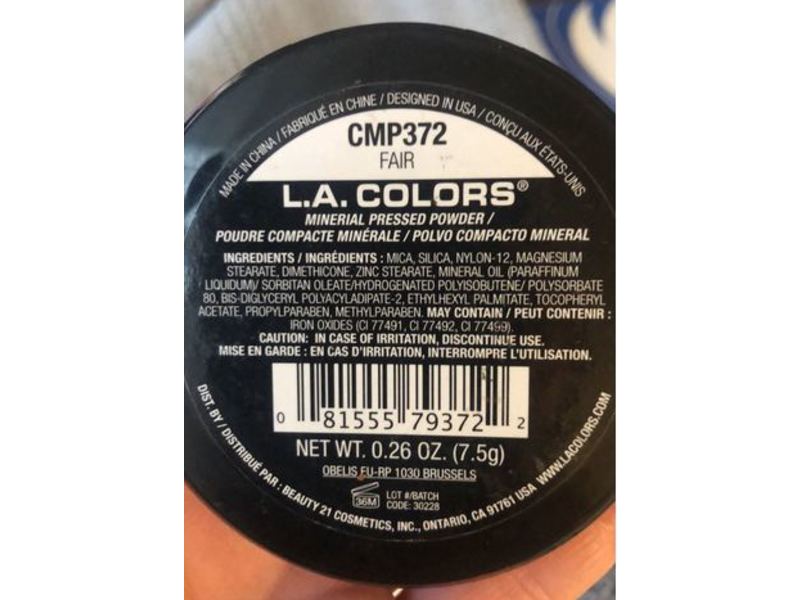 MADE IN CHINA / FABRIQUÉ EN CHINE / DESIGNED IN USA / CONÇU AUX ÉTATS-UNIS
CMP372
FAIR
L.A. COLORS®
MINERIAL PRESSED POWDER /
POUDRE COMPACTE MINÉRALE / POLVO COMPACTO MINERAL
INGREDIENTS / INGRÉDIENTS : MICA, SILICA, NYLON-12, MAGNESIUM
STEARATE, DIMETHICONE, ZINC STEARATE, MINERAL OIL (PARAFFINUM
LIQUIDUM)/ SORBITAN OLEATE/HYDROGENATED POLYISOBUTENE/ POLYSORBATE
80, BIS-DIGLYCERYL POLYACYLADIPATE-2, ETHYLHEXYL PALMITATE, TOCOPHERYL
ACETATE, PROPYLPARABEN, METHYLPARABEN. MAY CONTAIN / PEUT CONTENIR :
IRON OXIDES (CI 77491, CI 77492, CI 77499).
CAUTION: IN CASE OF IRRITATION, DISCONTINUE USE.
MISE EN GARDE : EN CAS D'IRRITATION, INTERROMPRE L'UTILISATION.
0 81555 79372 2
NET WT. 0.26 OZ. (7.5g)
OBELIS EU-RP 1030 BRUSSELS
36M
LOT #/BATCH
CODE: 30228
DIST. BY / DISTRIBUÉ PAR : BEAUTY 21 COSMETICS, INC., ONTARIO, CA 91761 USA WWW.LACOLORS.COM